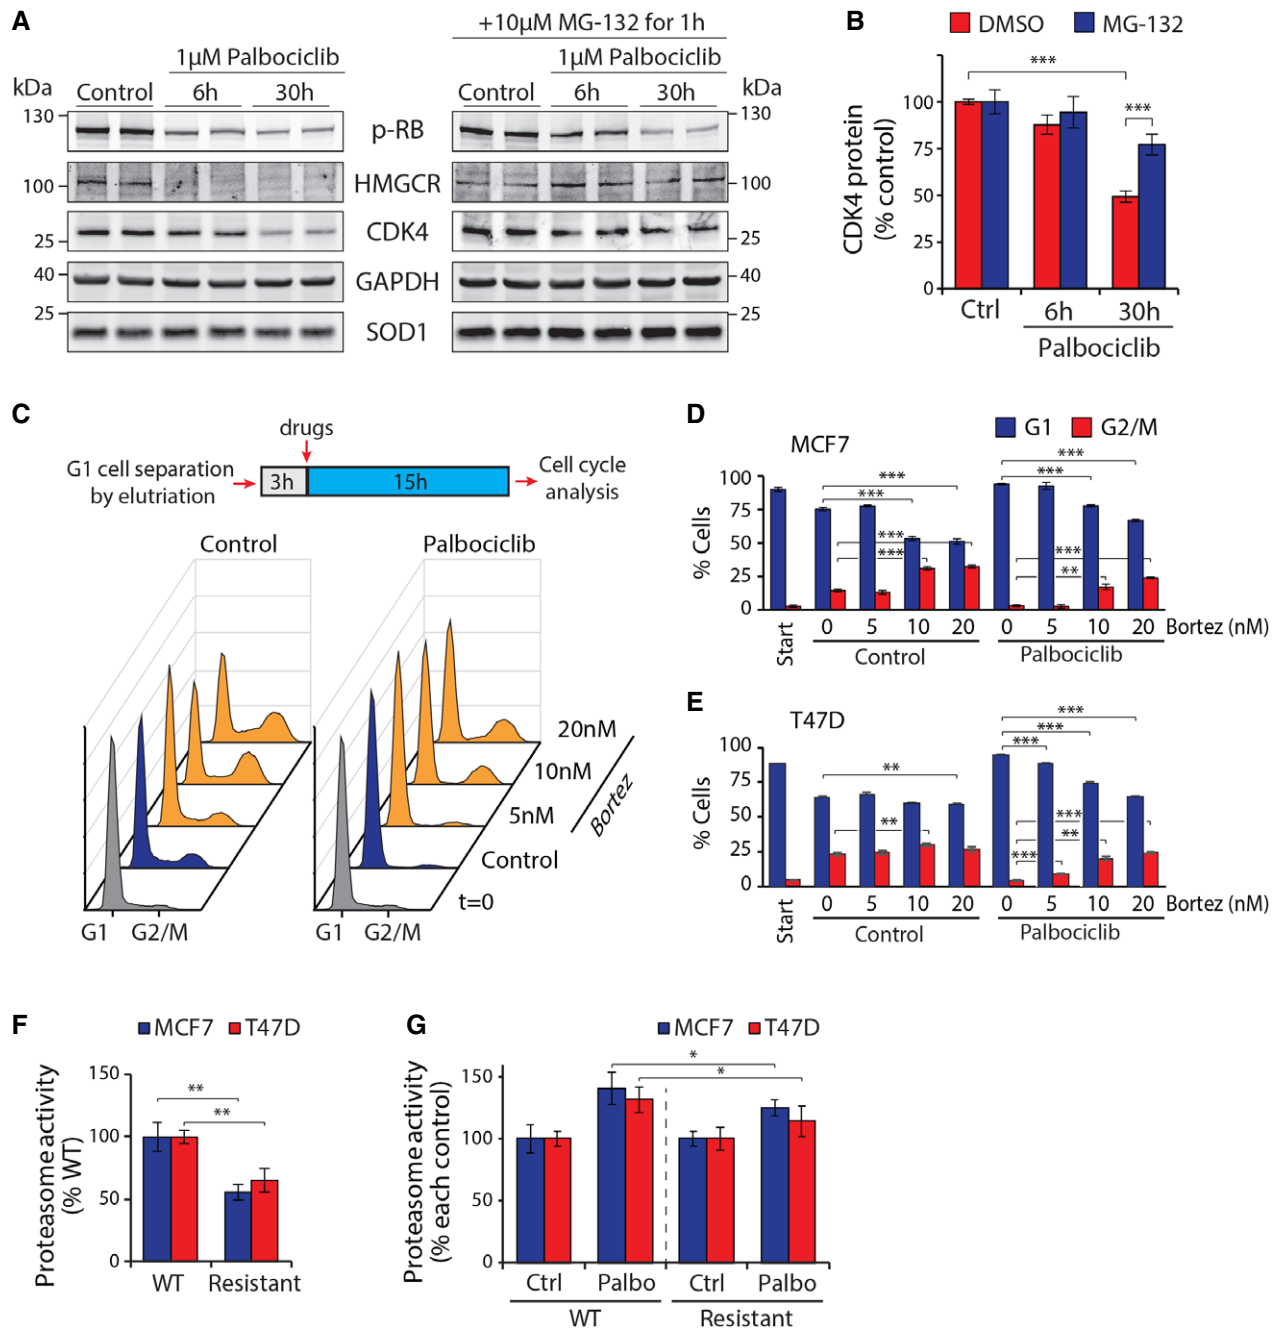 A
+10µM MG-132 for 1h
1µM Palbociclib
1µM Palbociclib
kDa
Control
6h
30h
Control
6h
30h
kDa
130
p-RB
130
100
HMGCR
100
25
CDK4
25
40
GAPDH
40
25
SOD1
25
B
DMSO
MG-132
CDK4 protein
(% control)
100
75
50
25
0
***
***
Ctrl
6h
30h
Palbociclib
C
drugs
G1 cell separation
by elutriation
3h
15h
Cell cycle
analysis
Control
Palbociclib
20nM
10nM
5nM
Control
t=0
Bortez
G1
G2/M
G1
G2/M
D
MCF7
G1
G2/M
% Cells
100
75
50
25
0
***
***
***
***
***
***
***
**
Start
0
5
10
20
0
5
10
20
Bortez (nM)
Control
Palbociclib
E
T47D
% Cells
100
75
50
25
0
**
**
***
***
***
***
**
***
Start
0
5
10
20
0
5
10
20
Bortez (nM)
Control
Palbociclib
F
MCF7
T47D
Proteasome activity
(% WT)
150
100
50
0
**
**
WT
Resistant
G
MCF7
T47D
Proteasome activity
(% each control)
150
100
50
0
*
*
Ctrl
Palbo
Ctrl
Palbo
WT
Resistant